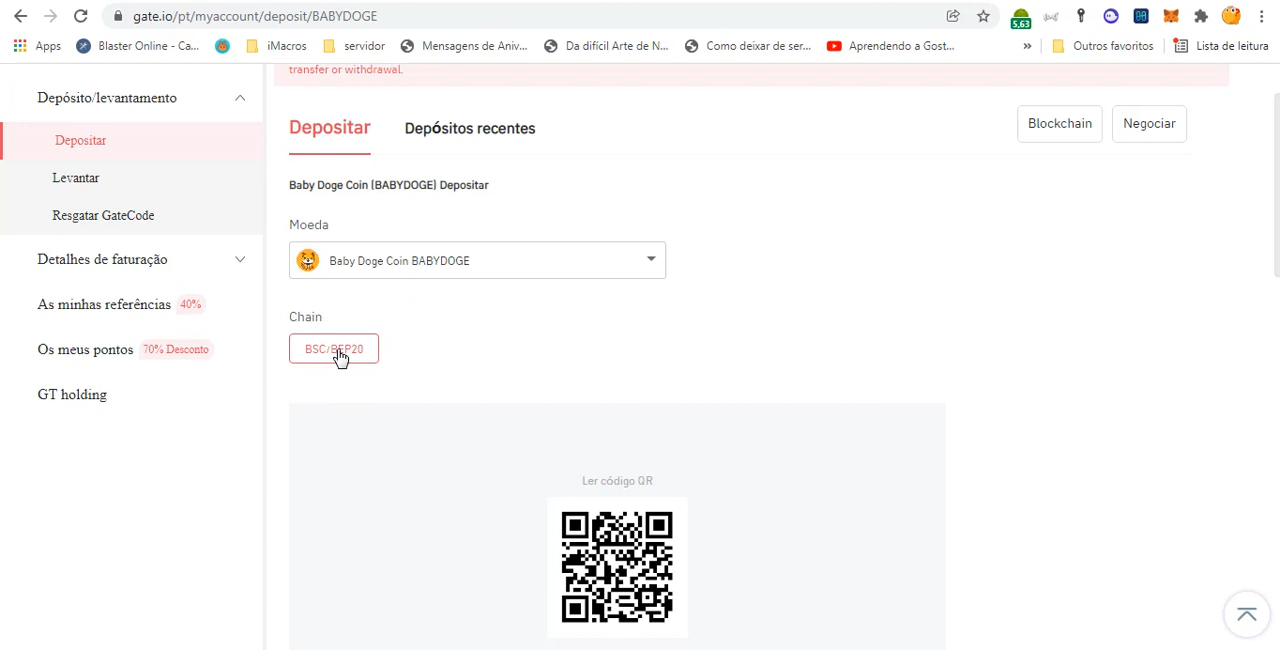 gate.io/pt/myaccount/deposit/BABYDOGE
5,63
Apps
Blaster Online - Ca...
iMacros
servidor
Mensagens de Aniv...
Da difícil Arte de N...
Como deixar de ser...
Aprendendo a Gost...
»
Outros favoritos
Lista de leitura
transfer or withdrawal.
Depósito/levantamento
Depositar
Levantar
Resgatar GateCode
Detalhes de faturação
As minhas referências 40%
Os meus pontos 70% Desconto
GT holding
Depositar
Depósitos recentes
Blockchain
Negociar
Baby Doge Coin (BABYDOGE) Depositar
Moeda
Baby Doge Coin BABYDOGE
Chain
BSC/BEP20
Ler código QR